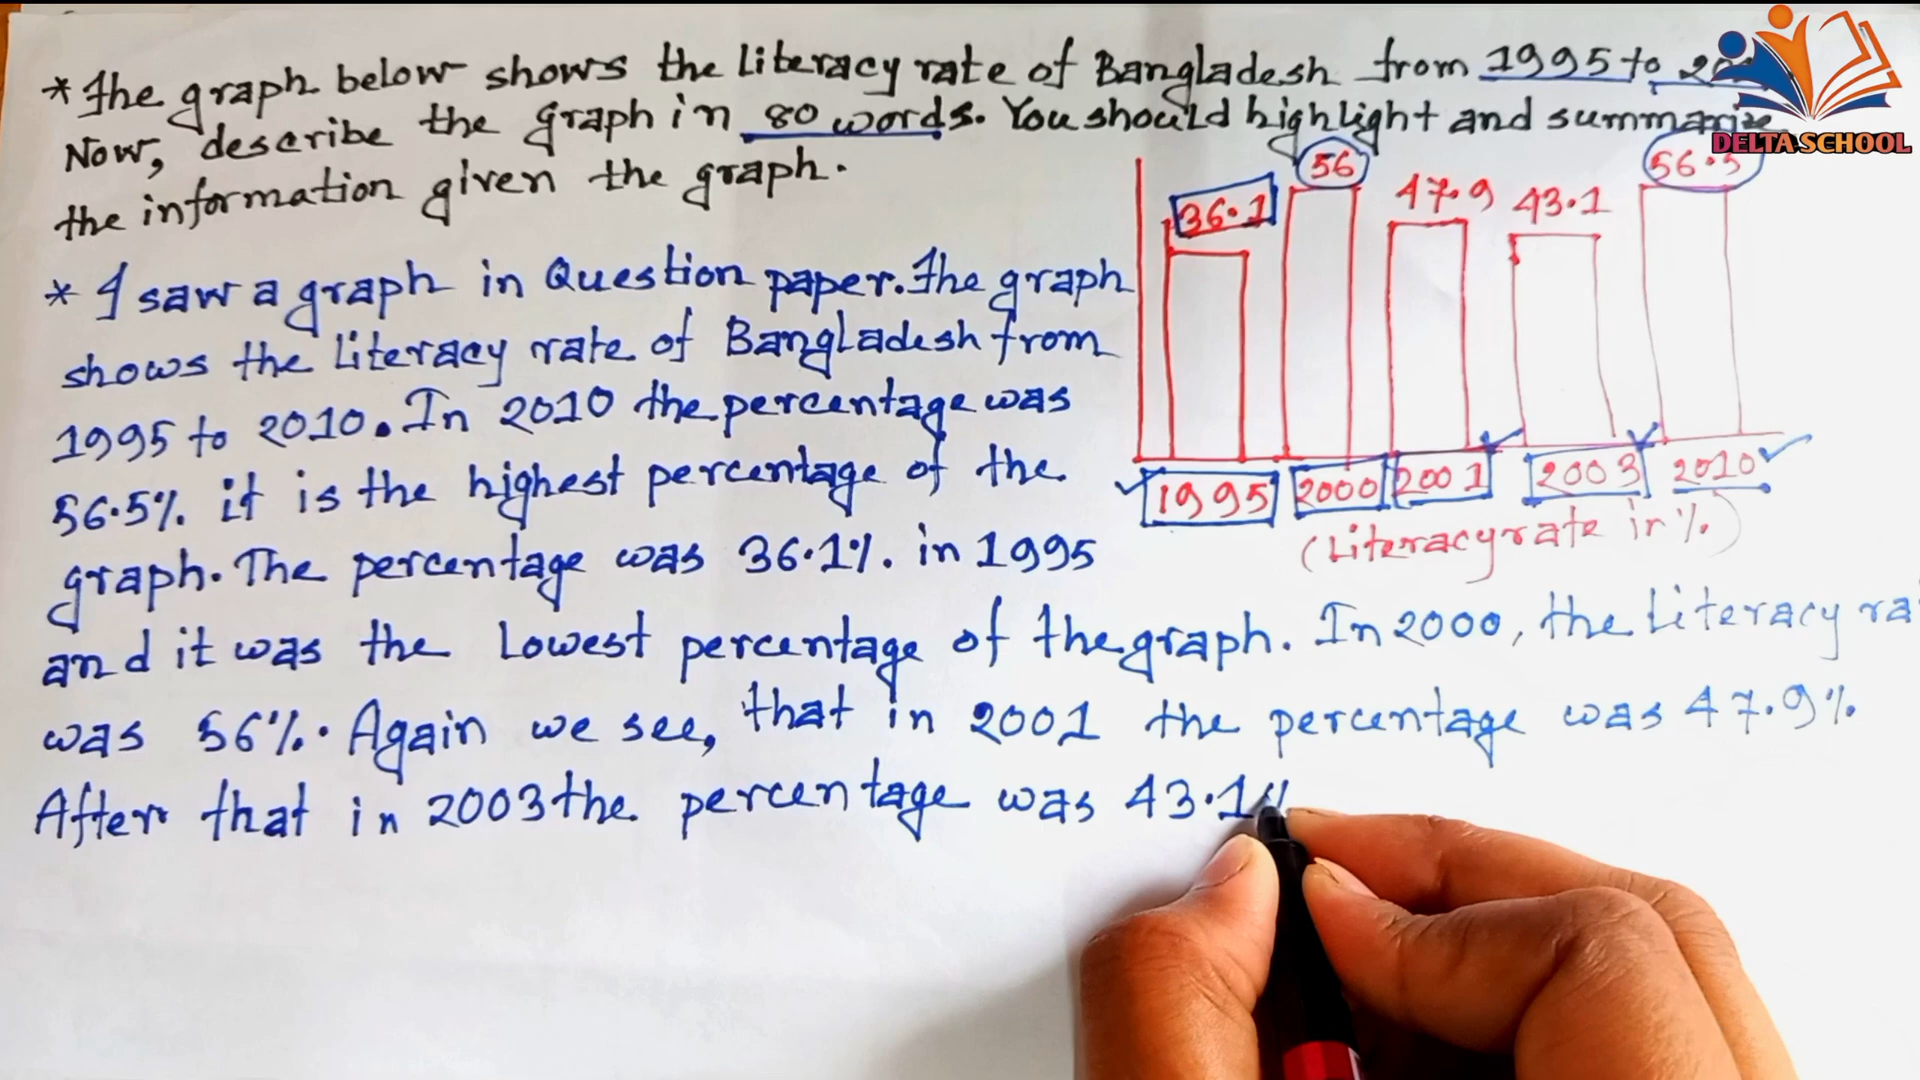 * The graph below shows the literacy rate of Bangladesh from 1995 to
Now, describe the graph in 80 words. You should highlight and summarize
the information given the graph.
DELTA SCHOOL
36.1
56
47.9
43.1
56.5
1995
2000
2001
2003
2010
(Literacy rate in %)
* I saw a graph in Question paper. The graph
shows the literacy rate of Bangladesh from
1995 to 2010. In 2010 the percentage was
56.5% it is the highest percentage of the
graph. The percentage was 36.1% in 1995
and it was the lowest percentage of the graph. In 2000, the literacy ra
was 56%. Again we see, that in 2001 the percentage was 47.9%.
After that in 2003 the percentage was 43.1%